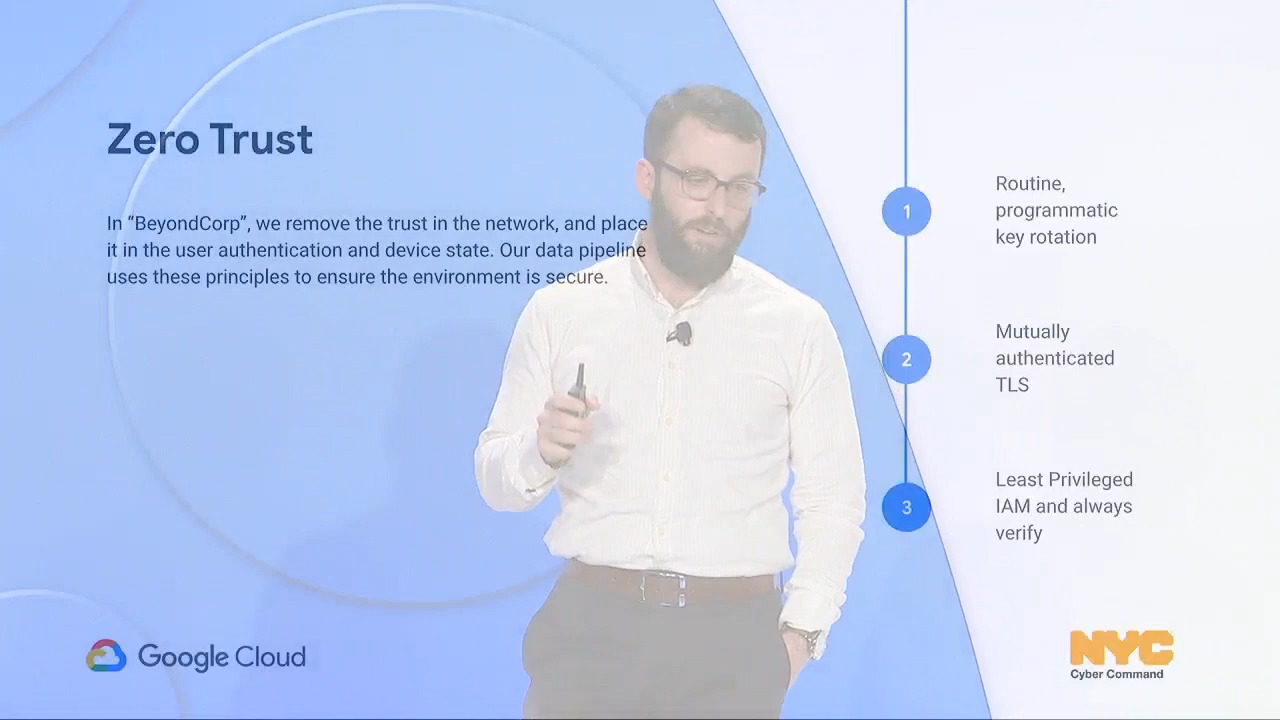 Zero Trust
In “BeyondCorp”, we remove the trust in the network, and place
it in the user authentication and device state. Our data pipeline
uses these principles to ensure the environment is secure.
1
Routine,
programmatic
key rotation
2
Mutually
authenticated
TLS
3
Least Privileged
IAM and always
verify
Google Cloud
NYC
Cyber Command